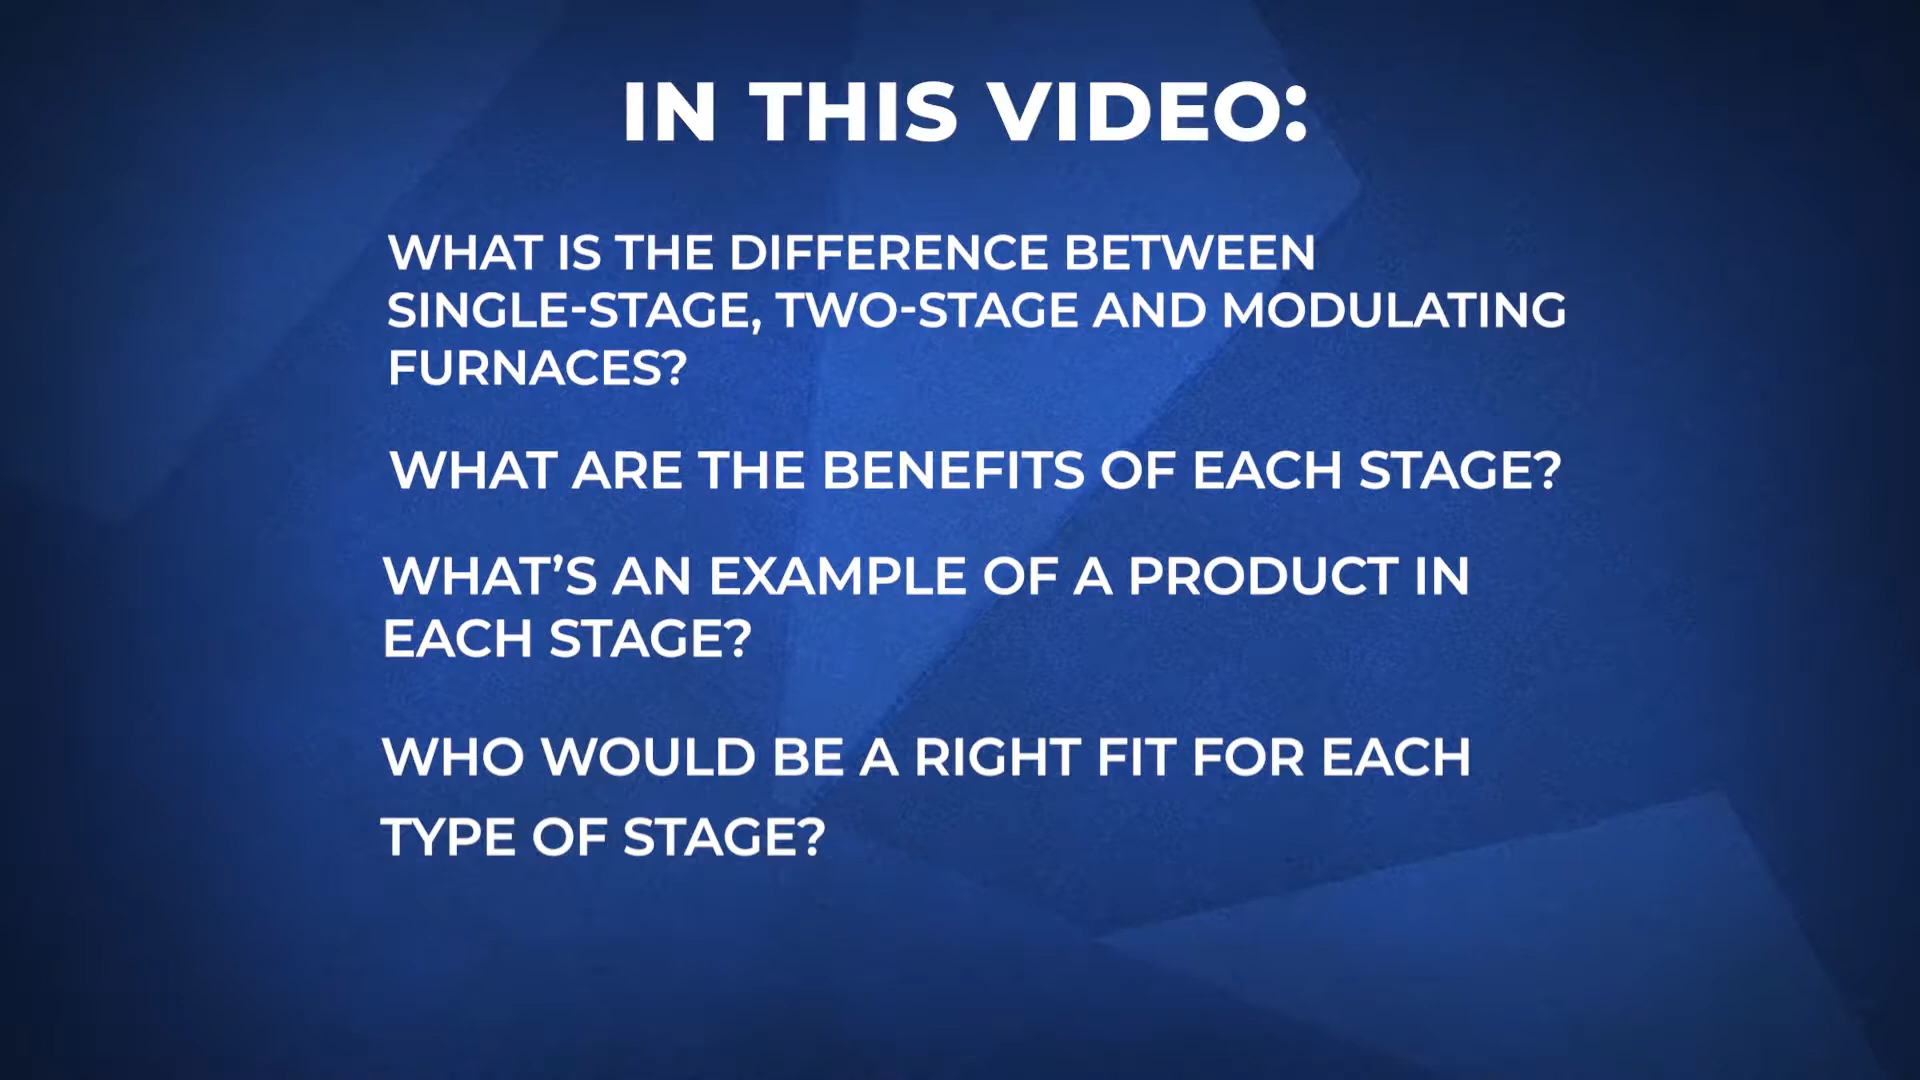 IN THIS VIDEO:
WHAT IS THE DIFFERENCE BETWEEN
SINGLE-STAGE, TWO-STAGE AND MODULATING
FURNACES?
WHAT ARE THE BENEFITS OF EACH STAGE?
WHAT’S AN EXAMPLE OF A PRODUCT IN
EACH STAGE?
WHO WOULD BE A RIGHT FIT FOR EACH
TYPE OF STAGE?